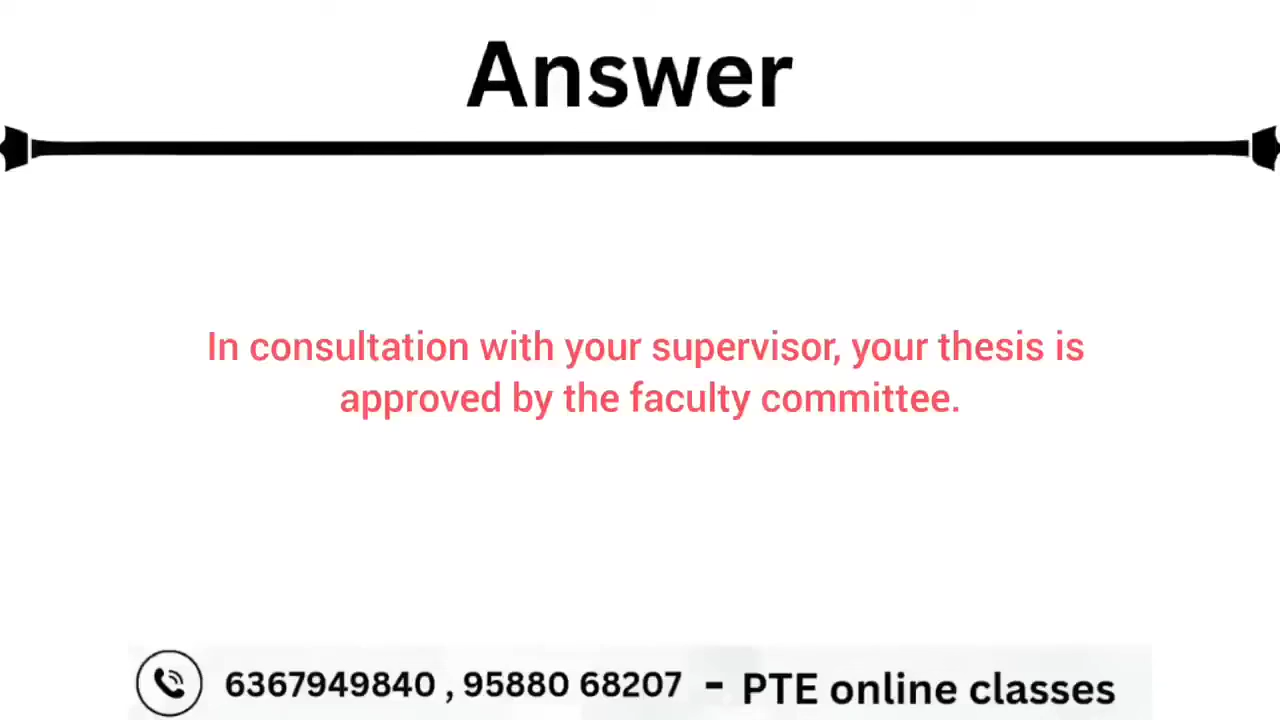 Answer
In consultation with your supervisor, your thesis is
approved by the faculty committee.
6367949840 , 95880 68207 - PTE online classes